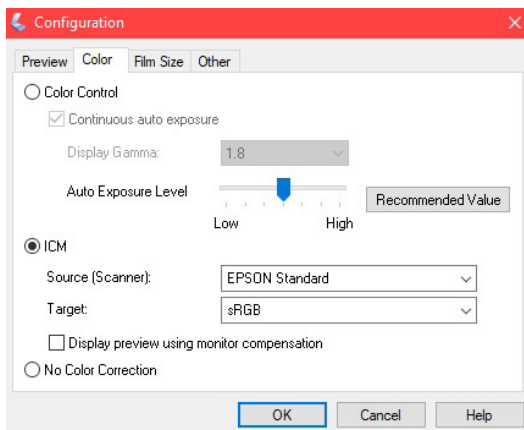 Configuration
Preview Color Film Size Other
Color Control
Continuous auto exposure
Display Gamma: 1.8
Auto Exposure Level
Recommended Value
Low High
ICM
Source (Scanner): EPSON Standard
Target: sRGB
Display preview using monitor compensation
No Color Correction
OK Cancel Help